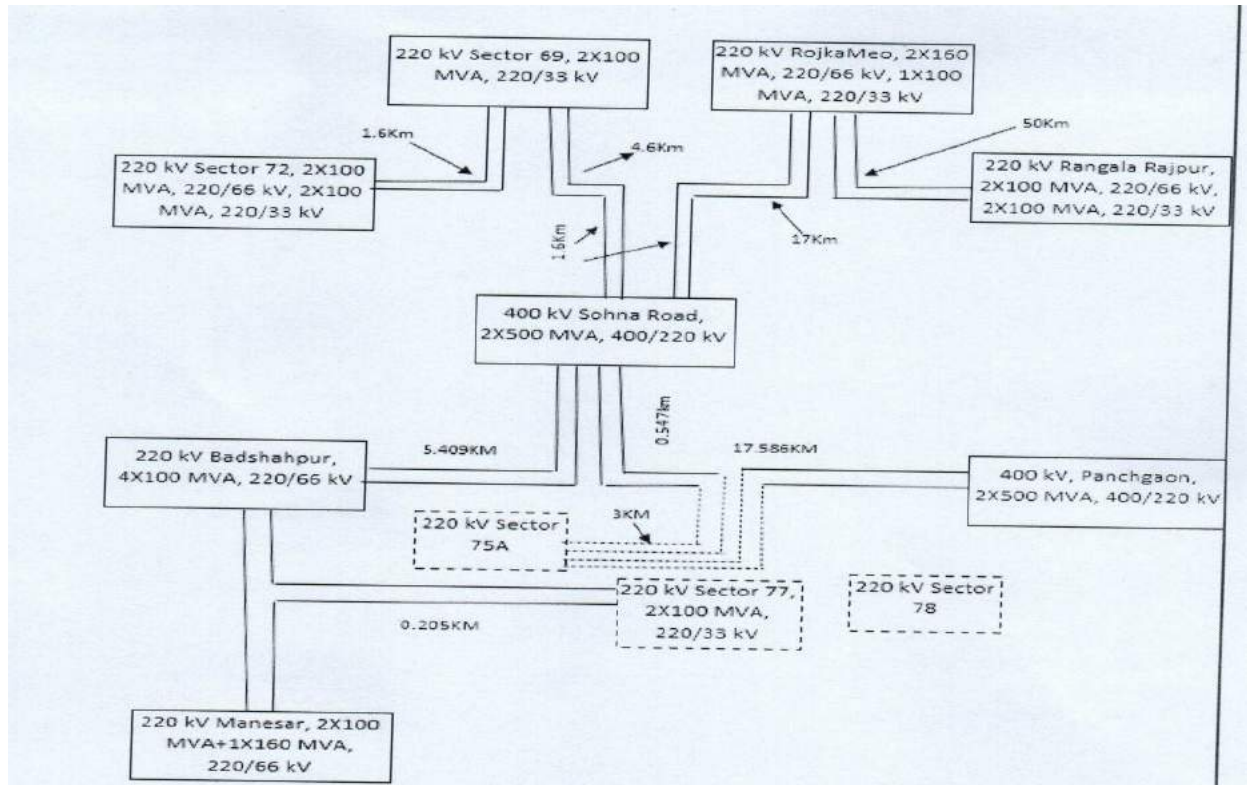 220 kV Sector 69, 2X100
MVA, 220/33 kV
220 kV RojkaMeo, 2X160
MVA, 220/66 kV, 1X100
MVA, 220/33 kV
1.6Km
4.6Km
50Km
220 kV Sector 72, 2X100
MVA, 220/66 kV, 2X100
MVA, 220/33 kV
220 kV Rangala Rajpur,
2X100 MVA, 220/66 kV,
2X100 MVA, 220/33 kV
1.6Km
17Km
400 kV Sohna Road,
2X500 MVA, 400/220 kV
0.547km
5.409KM
17.586KM
220 kV Badshahpur,
4X100 MVA, 220/66 kV
400 kV, Panchgaon,
2X500 MVA, 400/220 kV
3KM
220 kV Sector
75A
220 kV Sector 77,
2X100 MVA,
220/33 kV
220 kV Sector
78
0.205KM
220 kV Manesar, 2X100
MVA+1X160 MVA,
220/66 kV